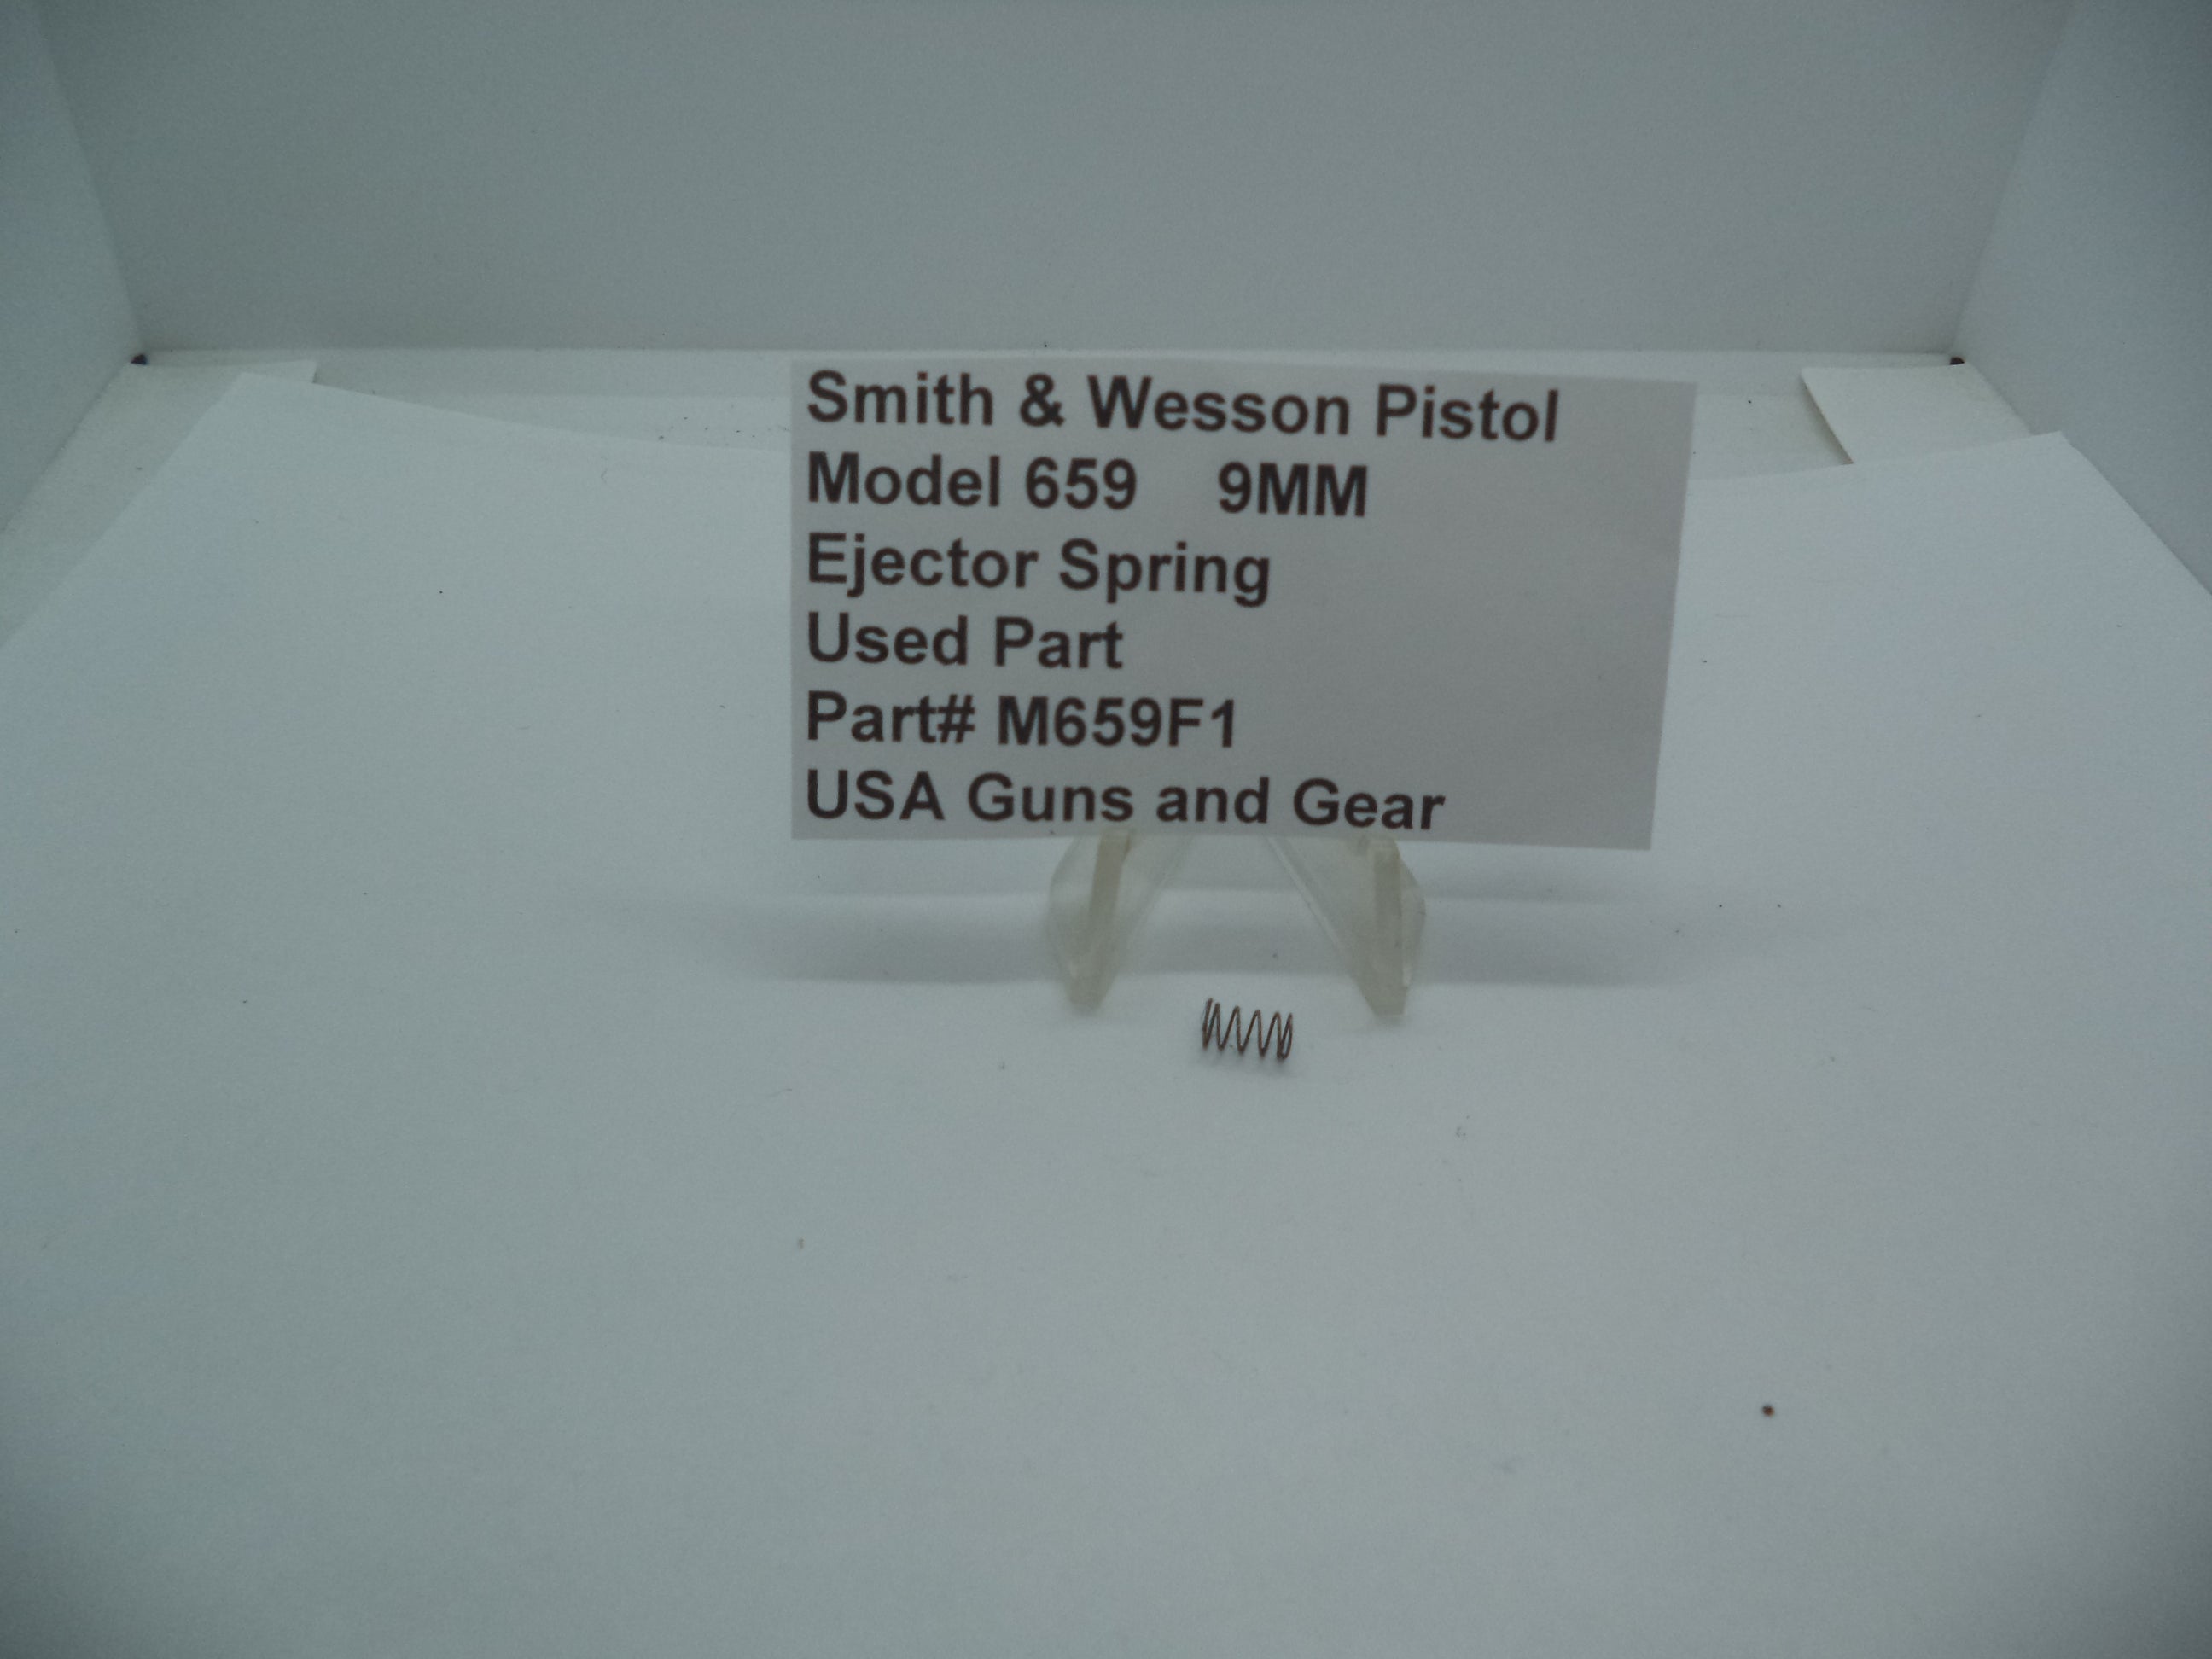 Smith & Wesson Pistol
Model 659 9MM
Ejector Spring
Used Part
Part# M659F1
USA Guns and Gear